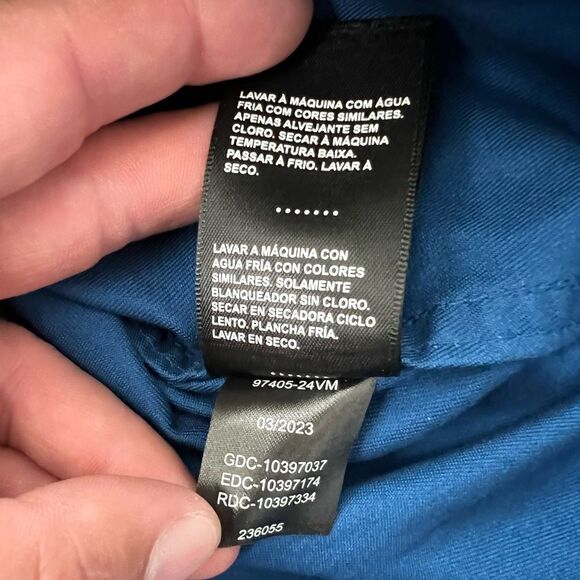 LAVAR À MÁQUINA COM ÁGUA
FRIA COM CORES SIMILARES.
APENAS ALVEJANTE SEM
CLORO. SECAR À MÁQUINA
TEMPERATURA BAIXA.
PASSAR À FRIO. LAVAR À
SECO.
.......
LAVAR A MÁQUINA CON
AGUA FRÍA CON COLORES
SIMILARES. SOLAMENTE
BLANQUEADOR SIN CLORO.
SECAR EN SECADORA CICLO
LENTO. PLANCHA FRÍA.
LAVAR EN SECO.
97405-24VM
03/2023
GDC-10397037
EDC-10397174
RDC-10397334
236055